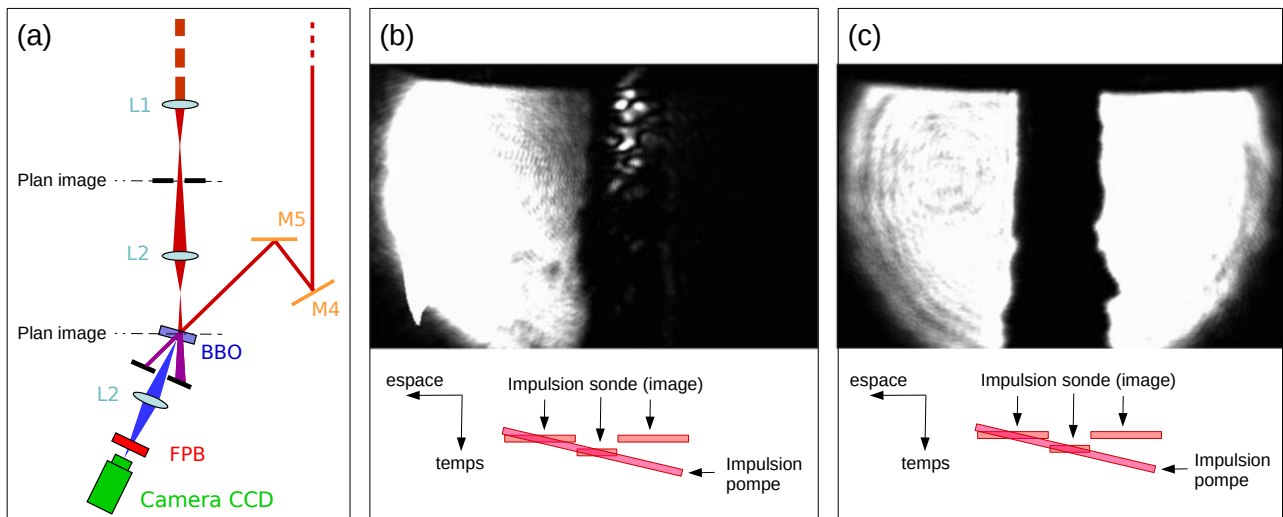 (a)
L1
Plan image
M5
L2
M4
Plan image
BBO
L2
FPB
Camera CCD
(b)
espace
Impulsion sonde (image)
temps
Impulsion
pompe
(c)
espace
Impulsion sonde (image)
temps
Impulsion
pompe